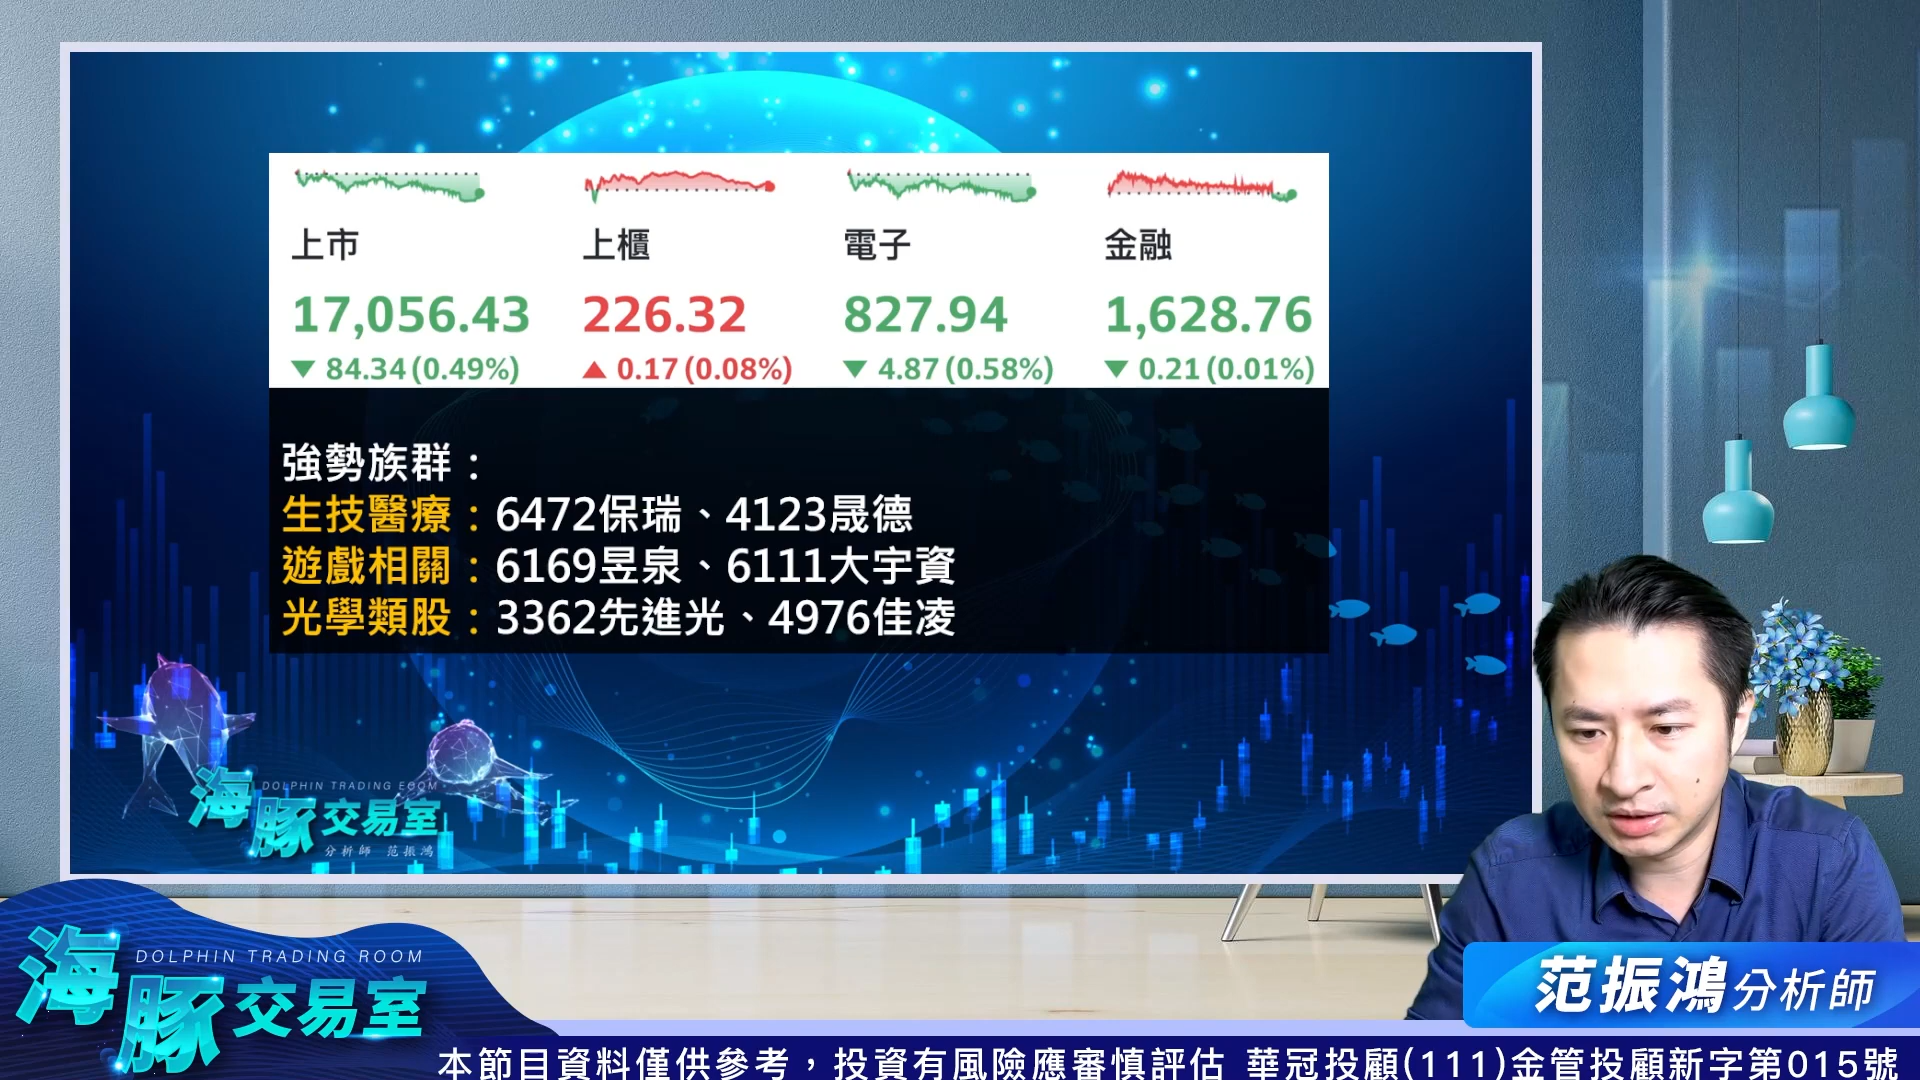 上市
上櫃
電子
金融
17,056.43
226.32
827.94
1,628.76
▼ 84.34 (0.49%)
▲ 0.17 (0.08%)
▼ 4.87 (0.58%)
▼ 0.21 (0.01%)
強勢族群：
生技醫療：6472保瑞、4123晟德
遊戲相關：6169昱泉、6111大宇資
光學類股：3362先進光、4976佳凌
DOLPHIN TRADING ROOM
海豚交易室
分析師 范振鴻
DOLPHIN TRADING ROOM
海豚交易室
范振鴻分析師
本節目資料僅供參考，投資有風險應審慎評估 華冠投顧(111)金管投顧新字第015號